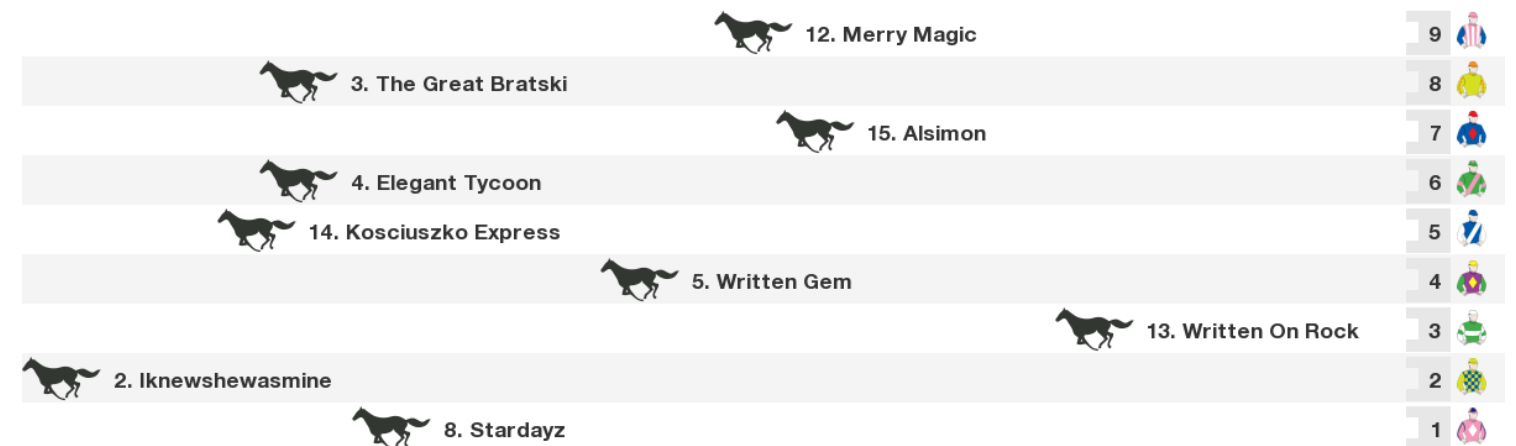 12. Merry Magic 9
3. The Great Bratski 8
15. Alsimon 7
4. Elegant Tycoon 6
14. Kosciuszko Express 5
5. Written Gem 4
13. Written On Rock 3
2. Iknewshewasmine 2
8. Stardayz 1